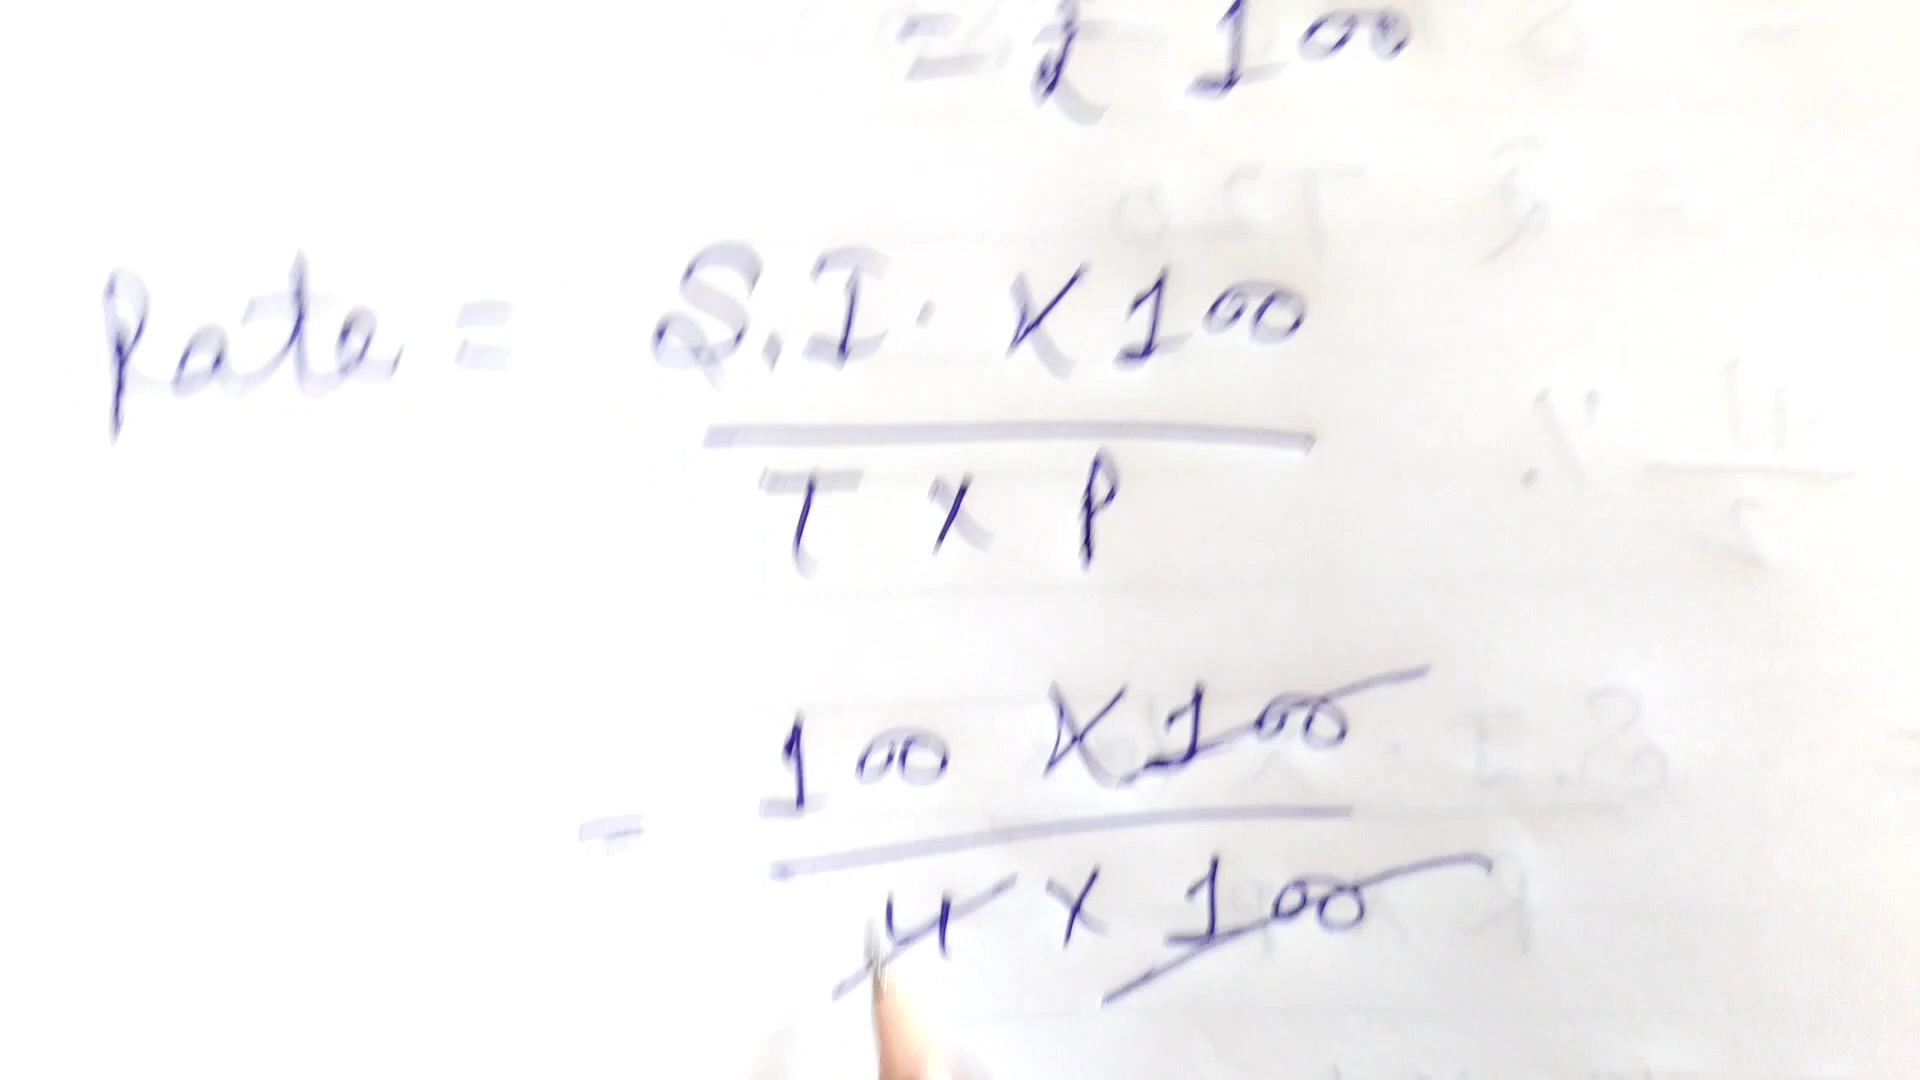 = ₹ 100
Rate = S.I. × 100
T × P
= 100 × 100
4 × 100